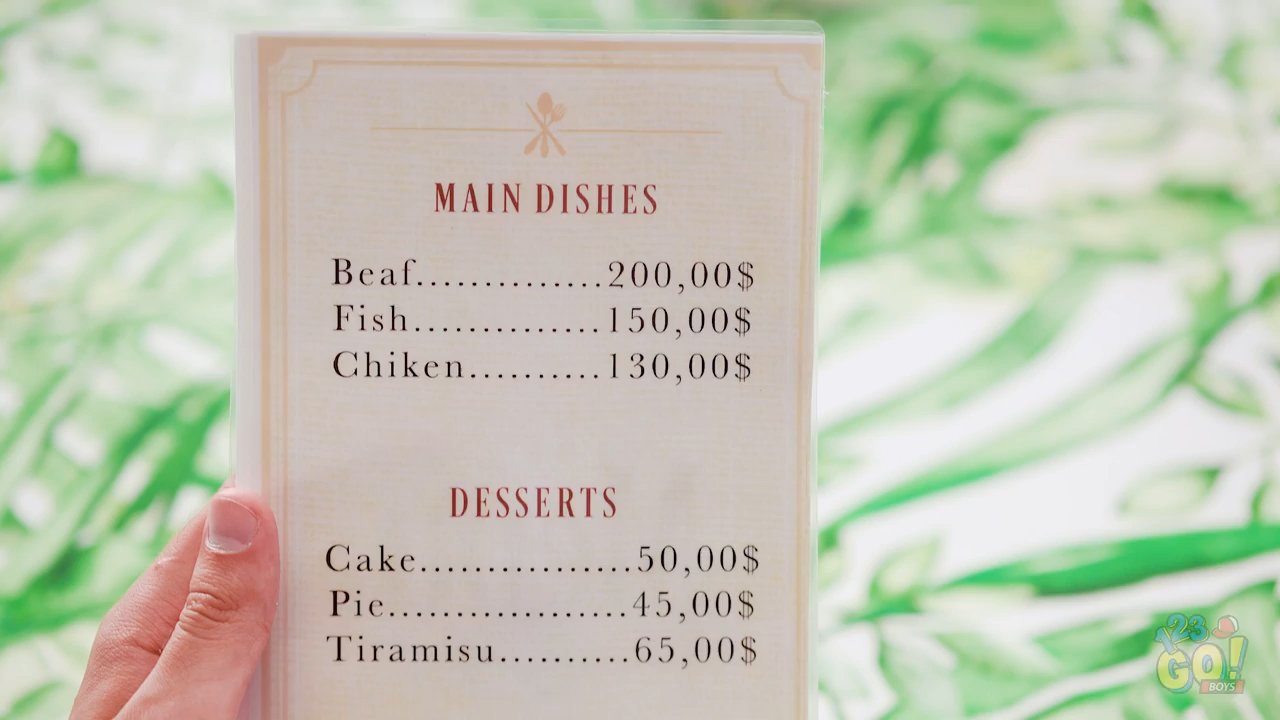 MAIN DISHES
Beaf..............200,00$
Fish..............150,00$
Chiken..........130,00$
DESSERTS
Cake................50,00$
Pie..................45,00$
Tiramisu..........65,00$
123
GO!
BOYS